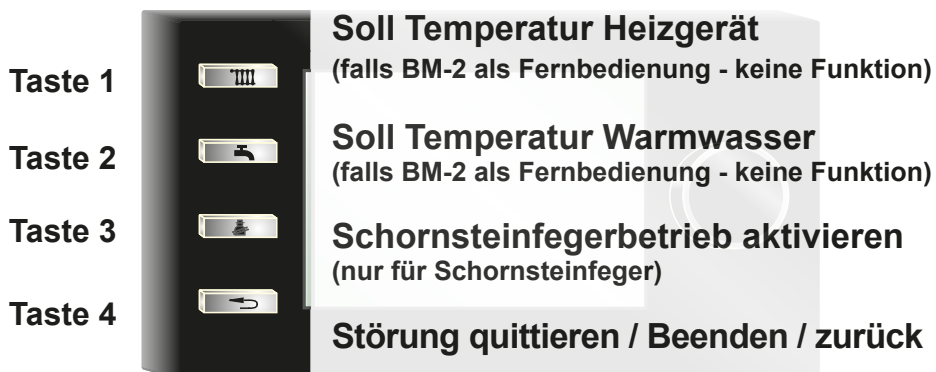 Soll Temperatur Heizgerät
Taste 1
(falls BM-2 als Fernbedienung - keine Funktion)
Taste 2
Soll Temperatur Warmwasser
(falls BM-2 als Fernbedienung - keine Funktion)
Taste 3
Schornsteinfegerbetrieb aktivieren
(nur für Schornsteinfeger)
Taste 4
Störung quittieren / Beenden / zurück